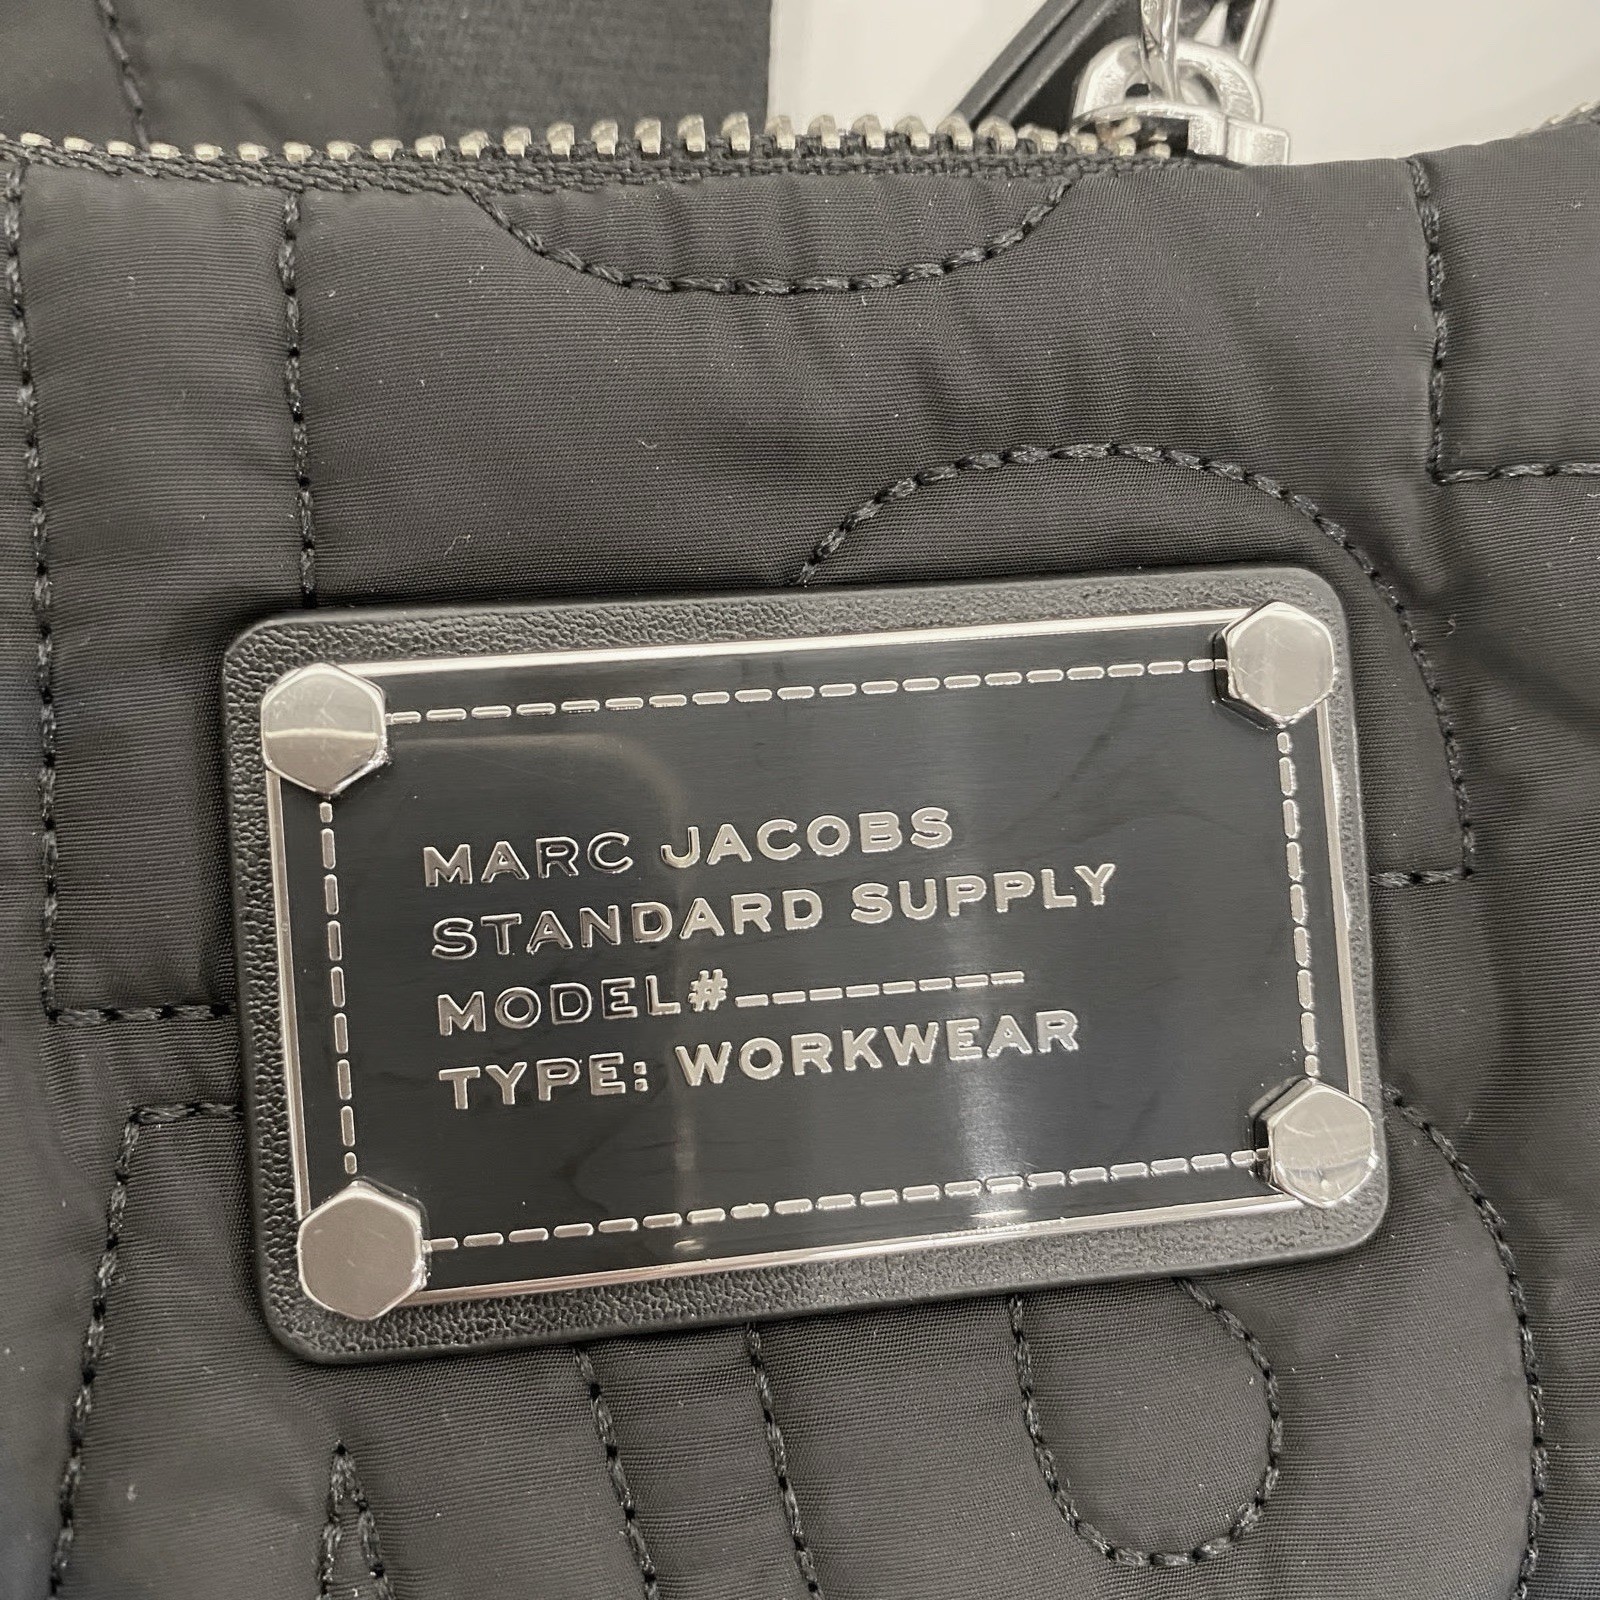 MARC JACOBS
STANDARD SUPPLY
MODEL#_________
TYPE: WORKWEAR